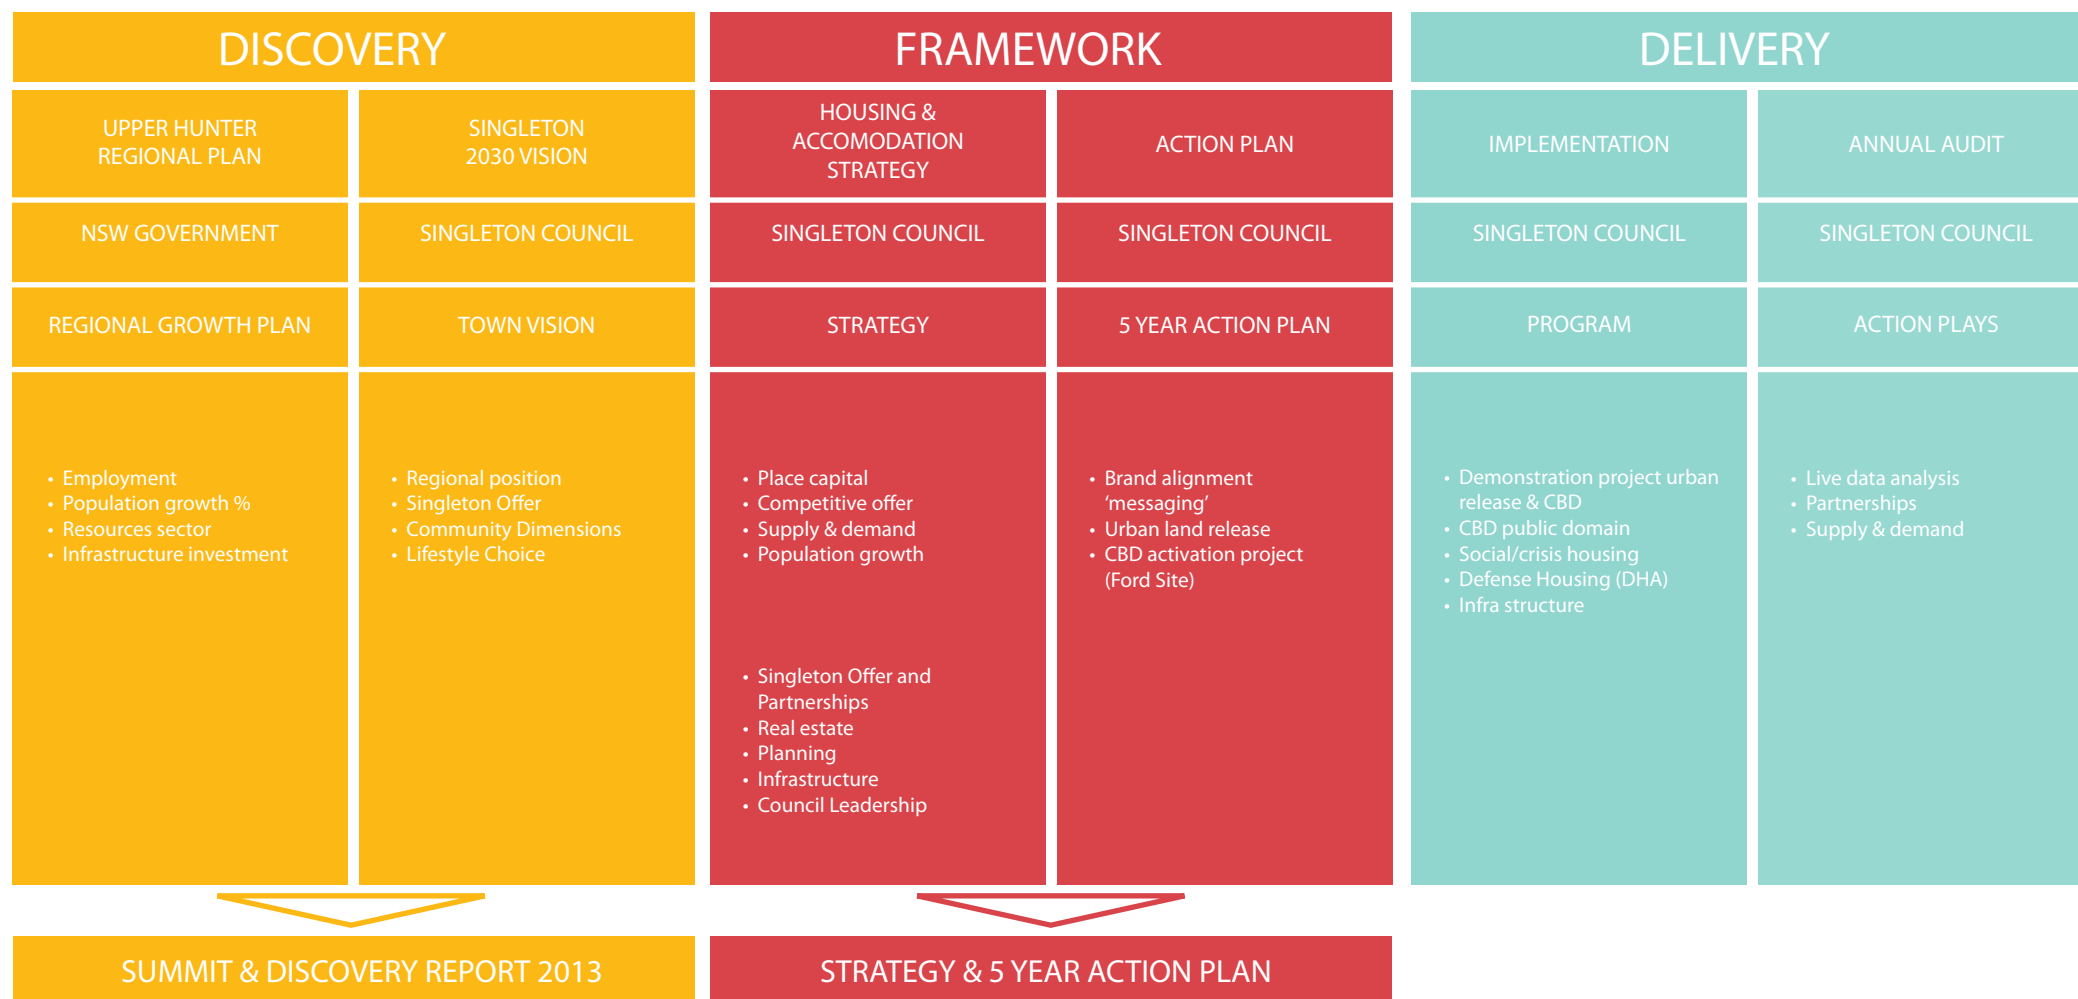 DISCOVERY
UPPER HUNTER
REGIONAL PLAN
NSW GOVERNMENT
REGIONAL GROWTH PLAN
• Employment
• Population growth %
• Resources sector
• Infrastructure investment
SINGLETON
2030 VISION
SINGLETON COUNCIL
TOWN VISION
• Regional position
• Singleton Offer
• Community Dimensions
• Lifestyle Choice
SUMMIT & DISCOVERY REPORT 2013
FRAMEWORK
HOUSING &
ACCOMODATION
STRATEGY
SINGLETON COUNCIL
STRATEGY
• Place capital
• Competitive offer
• Supply & demand
• Population growth
• Singleton Offer and
Partnerships
• Real estate
• Planning
• Infrastructure
• Council Leadership
ACTION PLAN
SINGLETON COUNCIL
5 YEAR ACTION PLAN
• Brand alignment
‘messaging’
• Urban land release
• CBD activation project
(Ford Site)
STRATEGY & 5 YEAR ACTION PLAN
DELIVERY
IMPLEMENTATION
SINGLETON COUNCIL
PROGRAM
• Demonstration project urban
release & CBD
• CBD public domain
• Social/crisis housing
• Defense Housing (DHA)
• Infra structure
ANNUAL AUDIT
SINGLETON COUNCIL
ACTION PLAYS
• Live data analysis
• Partnerships
• Supply & demand